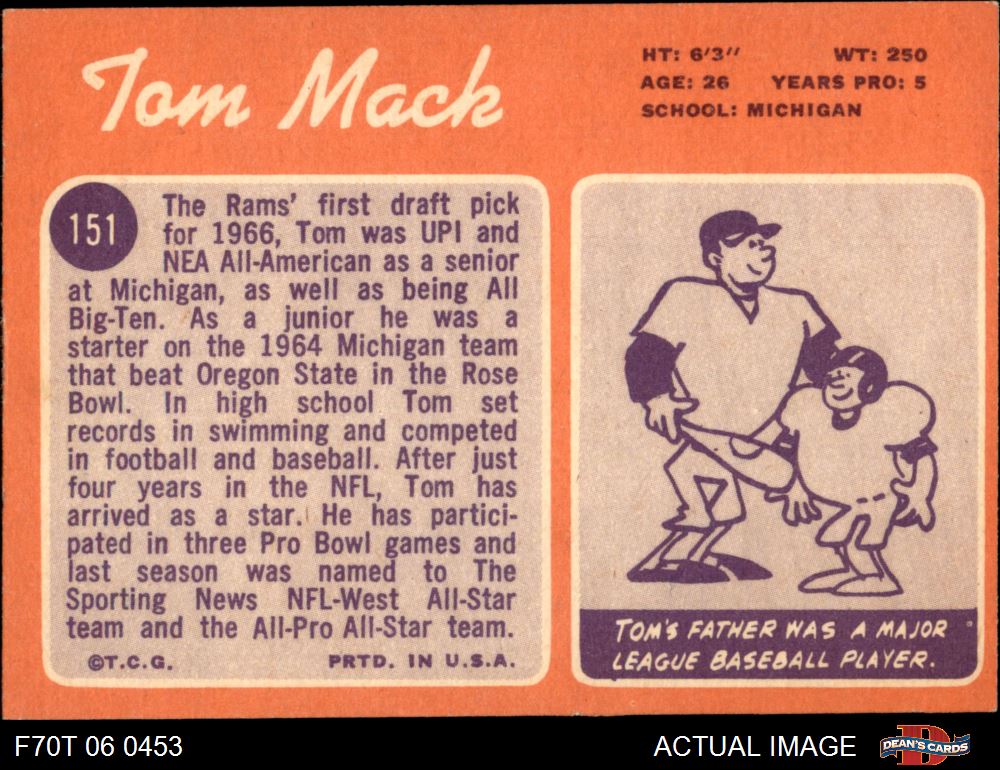 Tom Mack
HT: 6'3" WT: 250
AGE: 26 YEARS PRO: 5
SCHOOL: MICHIGAN
151
The Rams' first draft pick
for 1966, Tom was UPI and
NEA All-American as a senior
at Michigan, as well as being All
Big-Ten. As a junior he was a
starter on the 1964 Michigan team
that beat Oregon State in the Rose
Bowl. In high school Tom set
records in swimming and competed
in football and baseball. After just
four years in the NFL, Tom has
arrived as a star. He has partici-
pated in three Pro Bowl games and
last season was named to The
Sporting News NFL-West All-Star
team and the All-Pro All-Star team.
©T.C.G. PRTD. IN U.S.A.
TOM'S FATHER WAS A MAJOR
LEAGUE BASEBALL PLAYER.
F70T 06 0453 ACTUAL IMAGE
D
DEAN'S CARDS